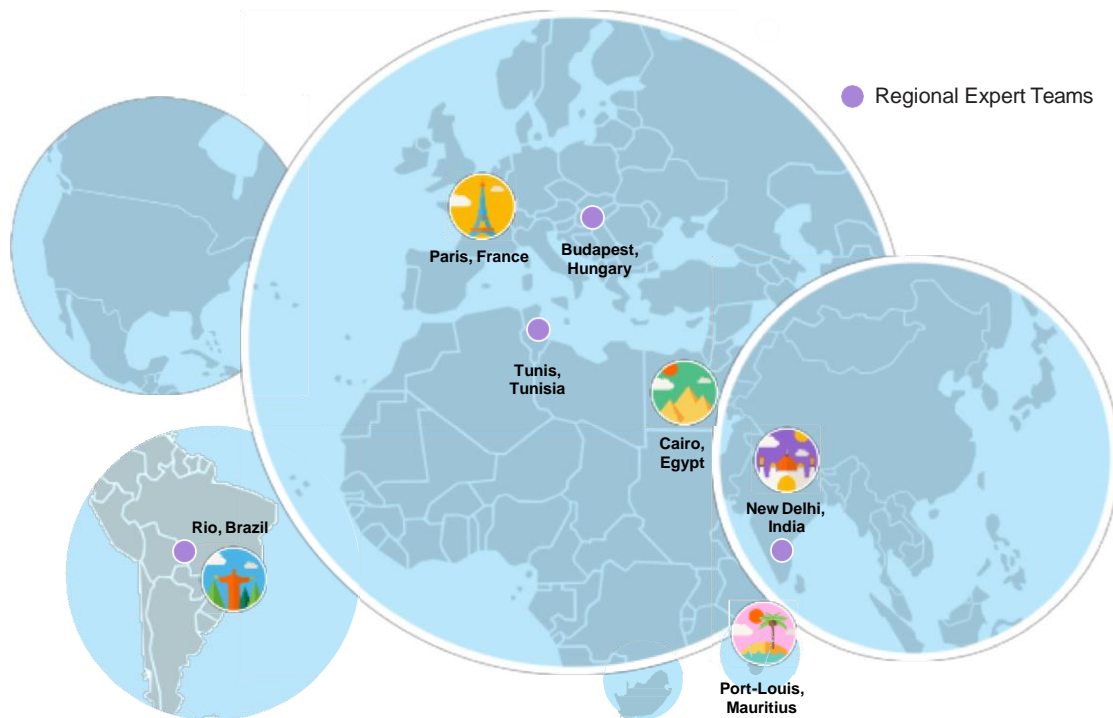 Regional Expert Teams
Paris, France
Budapest,
Hungary
Tunis,
Tunisia
Cairo,
Egypt
New Delhi,
India
Rio, Brazil
Port-Louis,
Mauritius